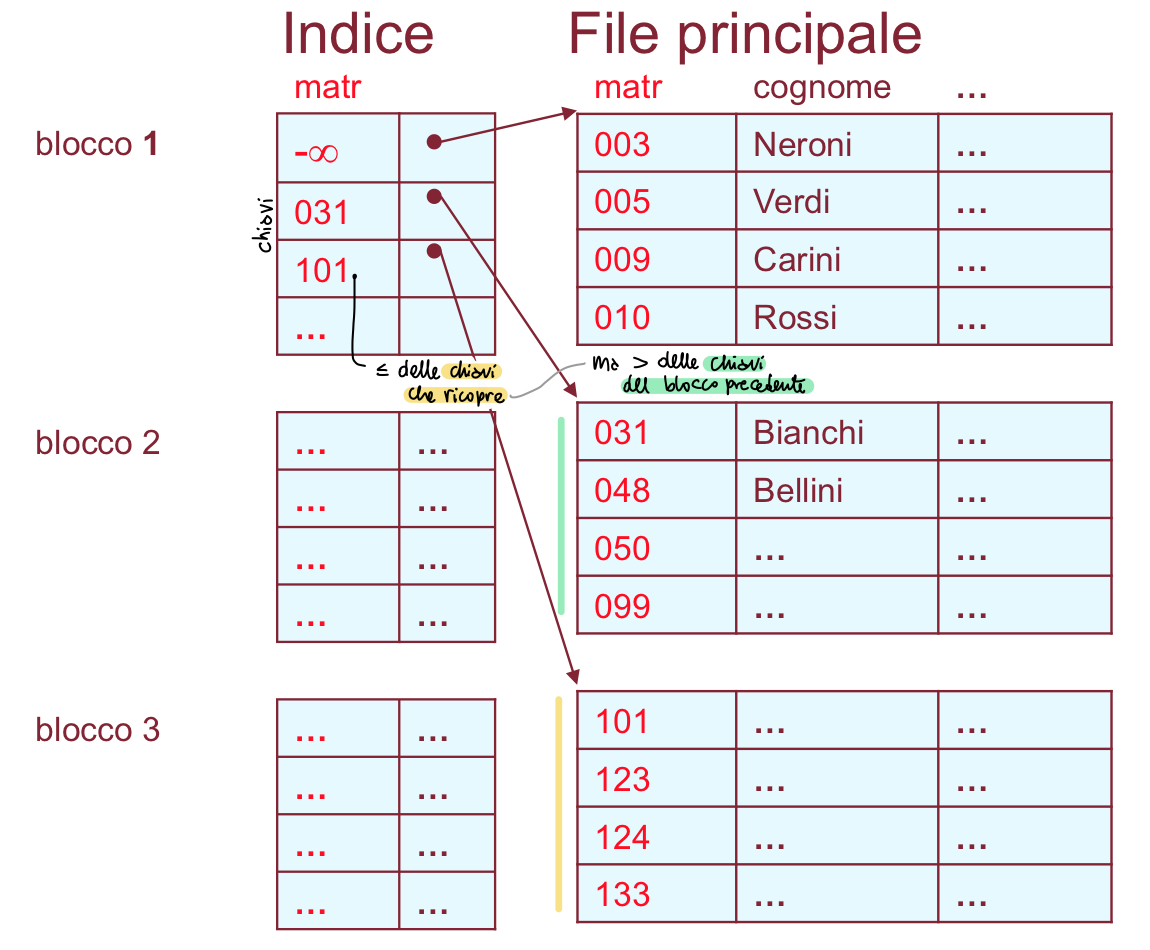 Indice File principale
matr matr cognome ...
blocco 1
-∞ 003 Neroni ...
chiavi 031 005 Verdi ...
101 009 Carini ...
... 010 Rossi ...
≤ delle chiavi ma > delle chiavi
che ricopre del blocco precedente
blocco 2
... ... 031 Bianchi ...
... ... 048 Bellini ...
... ... 050 ... ...
... ... 099 ... ...
blocco 3
... ... 101 ... ...
... ... 123 ... ...
... ... 124 ... ...
... ... 133 ... ...